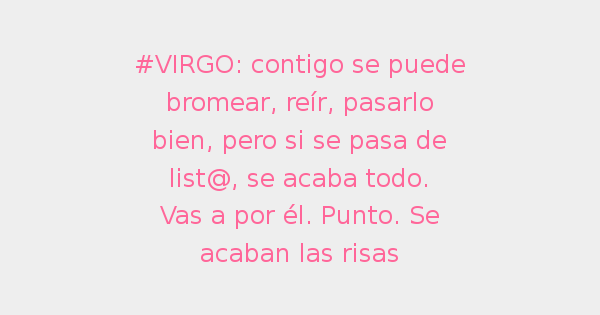 #VIRGO: contigo se puede
bromear, reír, pasarlo
bien, pero si se pasa de
list@, se acaba todo.
Vas a por él. Punto. Se
acaban las risas